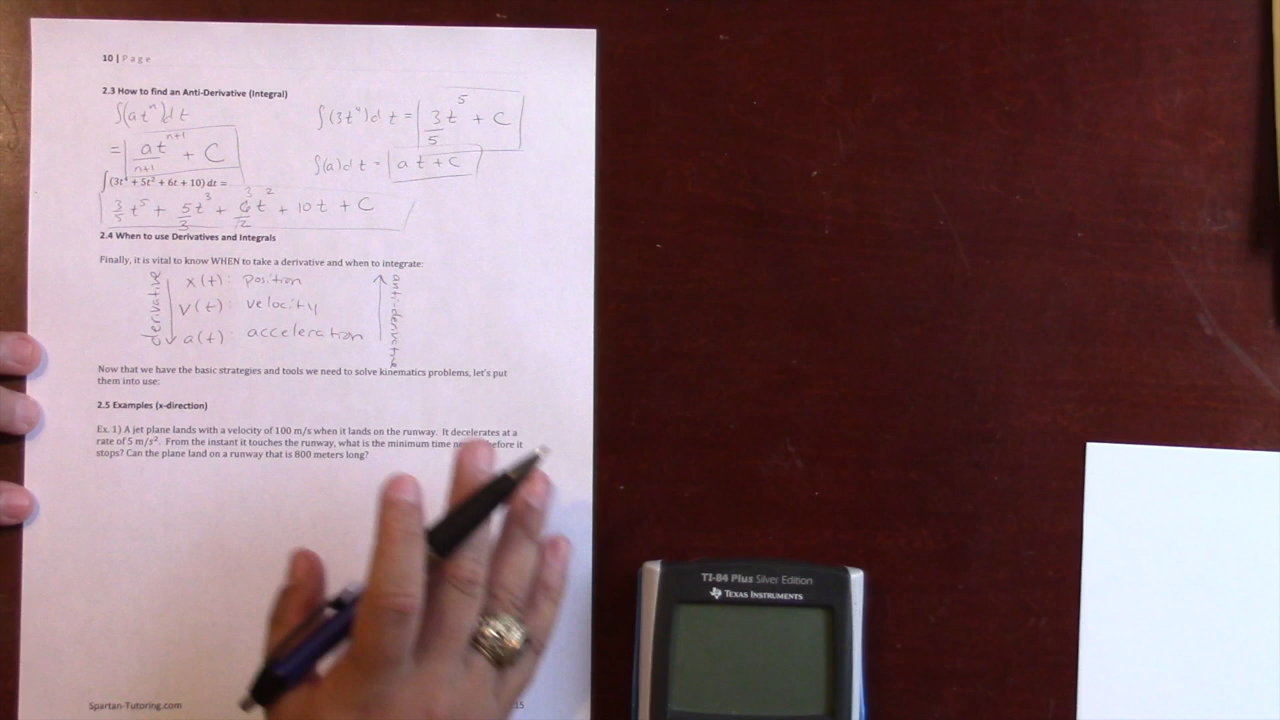 10 | Page
2.3 How to find an Anti-Derivative (Integral)
∫(at^n)dt
= at^(n+1)/(n+1) + C
∫(3t^4)dt = 3/5 t^5 + C
∫(a)dt = at + C
∫(3t^4 + 5t^2 + 6t + 10) dt =
3/5 t^5 + 5t^3/3 + 6t^2/2 3 + 10t + C
2.4 When to use Derivatives and Integrals
Finally, it is vital to know WHEN to take a derivative and when to integrate:
derivative
x(t): position
v(t): velocity
a(t): acceleration
anti-derivative
Now that we have the basic strategies and tools we need to solve kinematics problems, let's put
them into use:
2.5 Examples (x-direction)
Ex. 1) A jet plane lands with a velocity of 100 m/s when it lands on the runway. It decelerates at a
rate of 5 m/s². From the instant it touches the runway, what is the minimum time before it
stops? Can the plane land on a runway that is 800 meters long?
Spartan-Tutoring.com
15
TI-84 Plus Silver Edition
TEXAS INSTRUMENTS